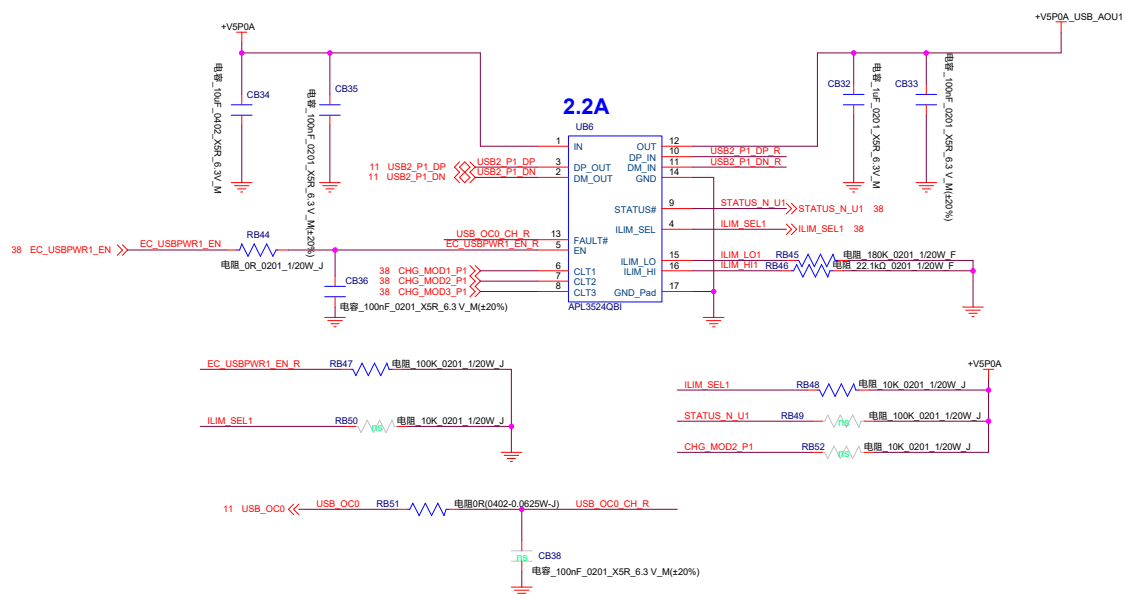 +V5P0A
+V5P0A_USB_AOU1
CB34
电容_10uF_0402_X5R_6.3V_M
CB35
电容_100nF_0201_X5R_6.3 V_M(±20%)
CB32
电容_1uF_0201_X5R_6.3V_M
CB33
电容_100nF_0201_X5R_6.3 V_M(±20%)
2.2A
UB6
1 IN
OUT 12
DP_IN 10 USB2_P1_DP_R
11 USB2_P1_DP USB2_P1_DP 3 DP_OUT
DM_IN 11 USB2_P1_DN_R
11 USB2_P1_DN USB2_P1_DN 2 DM_OUT
GND 14
STATUS# 9 STATUS_N_U1 STATUS_N_U1 38
ILIM_SEL 4 ILIM_SEL1 ILIM_SEL1 38
USB_OC0_CH_R 13 FAULT#
38 EC_USBPWR1_EN EC_USBPWR1_EN RB44 EC_USBPWR1_EN_R 5 EN
电阻_0R_0201_1/20W_J
ILIM_LO 15 ILIM_LO1 RB45 电阻_180K_0201_1/20W_F
ILIM_HI 16 ILIM_HI1 RB46 电阻_22.1kΩ_0201_1/20W_F
38 CHG_MOD1_P1 6 CLT1
38 CHG_MOD2_P1 7 CLT2
38 CHG_MOD3_P1 8 CLT3
GND_Pad 17
CB36
电容_100nF_0201_X5R_6.3 V_M(±20%)
APL3524QBI
EC_USBPWR1_EN_R RB47 电阻_100K_0201_1/20W_J
ILIM_SEL1 RB50 ns 电阻_10K_0201_1/20W_J
+V5P0A
ILIM_SEL1 RB48 电阻_10K_0201_1/20W_J
STATUS_N_U1 RB49 ns 电阻_100K_0201_1/20W_J
CHG_MOD2_P1 RB52 ns 电阻_10K_0201_1/20W_J
11 USB_OC0 USB_OC0 RB51 电阻0R(0402-0.0625W-J) USB_OC0_CH_R
ns CB38
电容_100nF_0201_X5R_6.3 V_M(±20%)